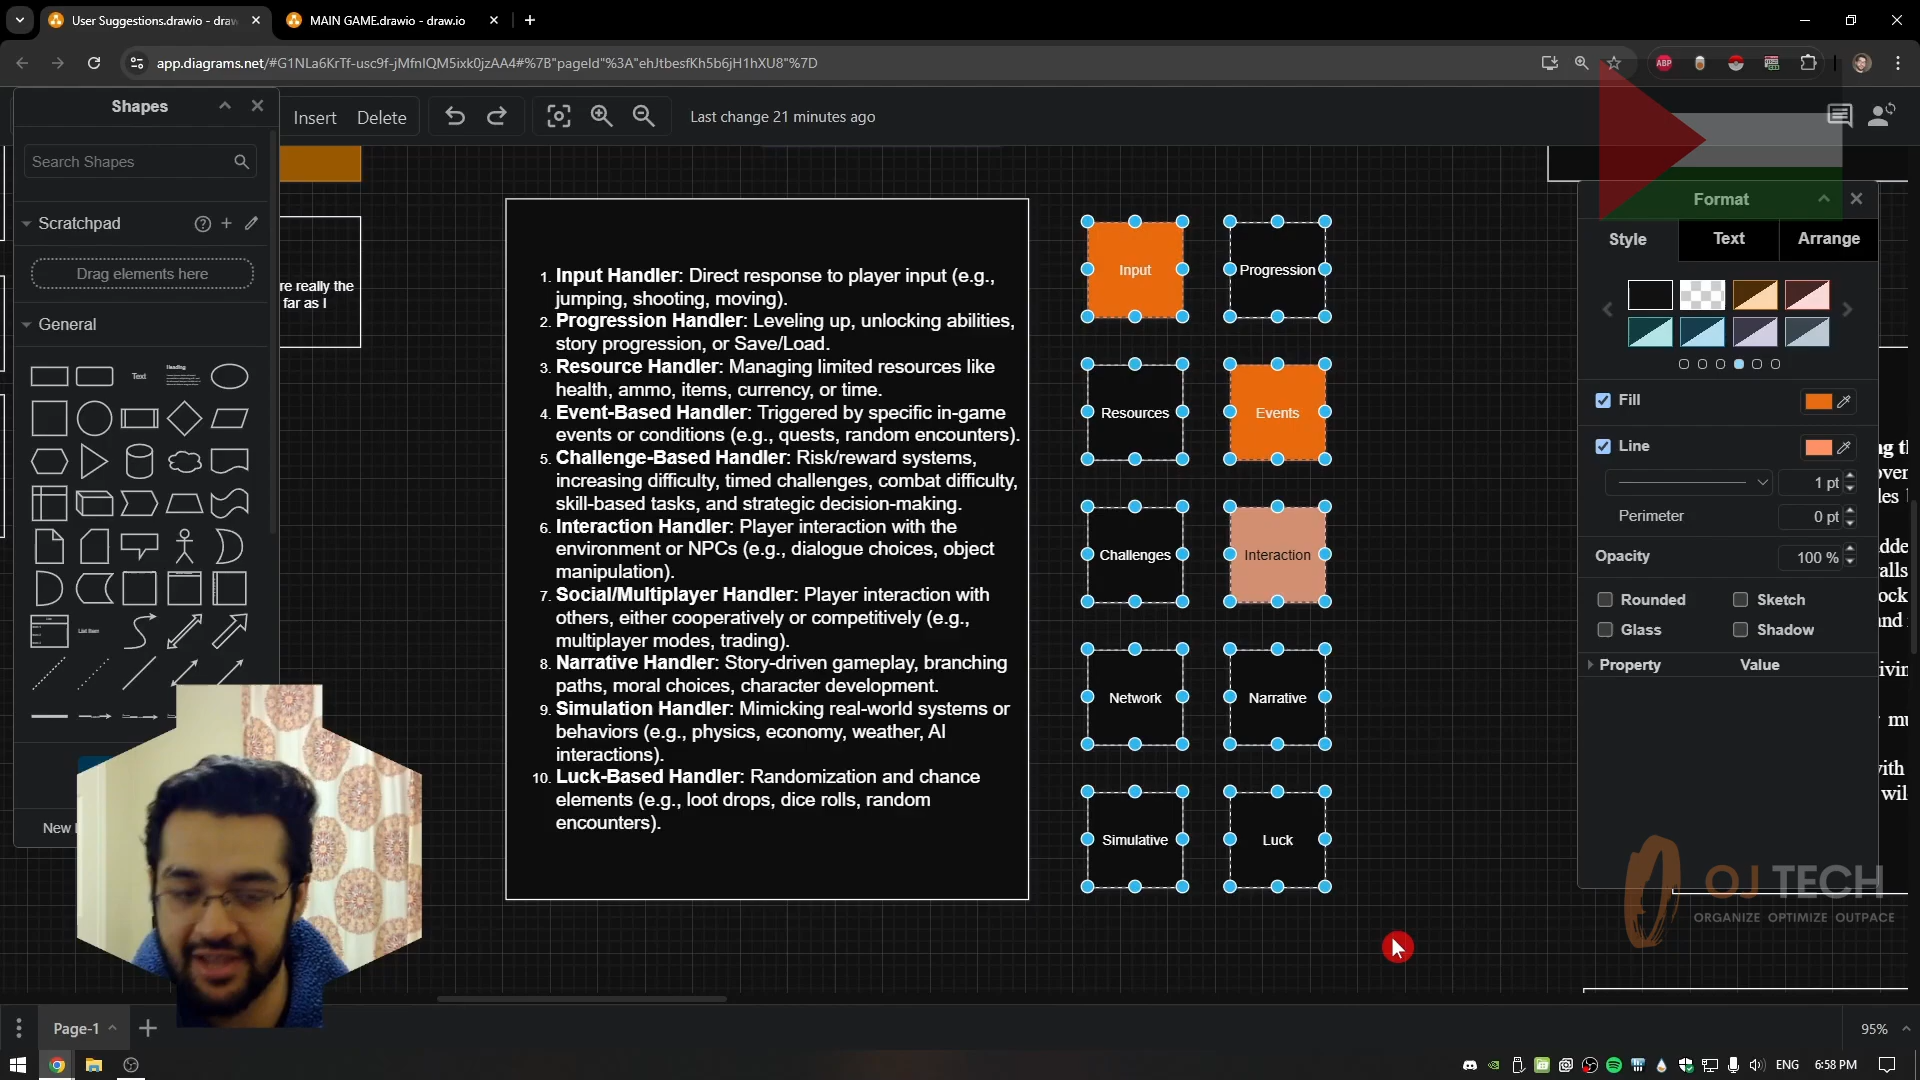 User Suggestions.drawio - draw
MAIN GAME.drawio - draw.io
app.diagrams.net/#G1NLa6KrTf-usc9f-jMfnIQM5ixk0jzAA4#%7B"pageId"%3A"ehJtbesfKh5b6jH1hXU8"%7D
ABP
Shapes
Insert
Delete
Last change 21 minutes ago
Search Shapes
Scratchpad
Drag elements here
General
Text
Heading
List Item
re really the
far as I
1. Input Handler: Direct response to player input (e.g.,
jumping, shooting, moving).
2. Progression Handler: Leveling up, unlocking abilities,
story progression, or Save/Load.
3. Resource Handler: Managing limited resources like
health, ammo, items, currency, or time.
4. Event-Based Handler: Triggered by specific in-game
events or conditions (e.g., quests, random encounters).
5. Challenge-Based Handler: Risk/reward systems,
increasing difficulty, timed challenges, combat difficulty,
skill-based tasks, and strategic decision-making.
6. Interaction Handler: Player interaction with the
environment or NPCs (e.g., dialogue choices, object
manipulation).
7. Social/Multiplayer Handler: Player interaction with
others, either cooperatively or competitively (e.g.,
multiplayer modes, trading).
8. Narrative Handler: Story-driven gameplay, branching
paths, moral choices, character development.
9. Simulation Handler: Mimicking real-world systems or
behaviors (e.g., physics, economy, weather, AI
interactions).
10. Luck-Based Handler: Randomization and chance
elements (e.g., loot drops, dice rolls, random
encounters).
Input
Progression
Resources
Events
Challenges
Interaction
Network
Narrative
Simulative
Luck
Format
Style
Text
Arrange
Fill
Line
1 pt
Perimeter
0 pt
Opacity
100 %
Rounded
Sketch
Glass
Shadow
Property
Value
OJ TECH
ORGANIZE OPTIMIZE OUTPACE
New
Page-1
95%
ENG
6:58 PM